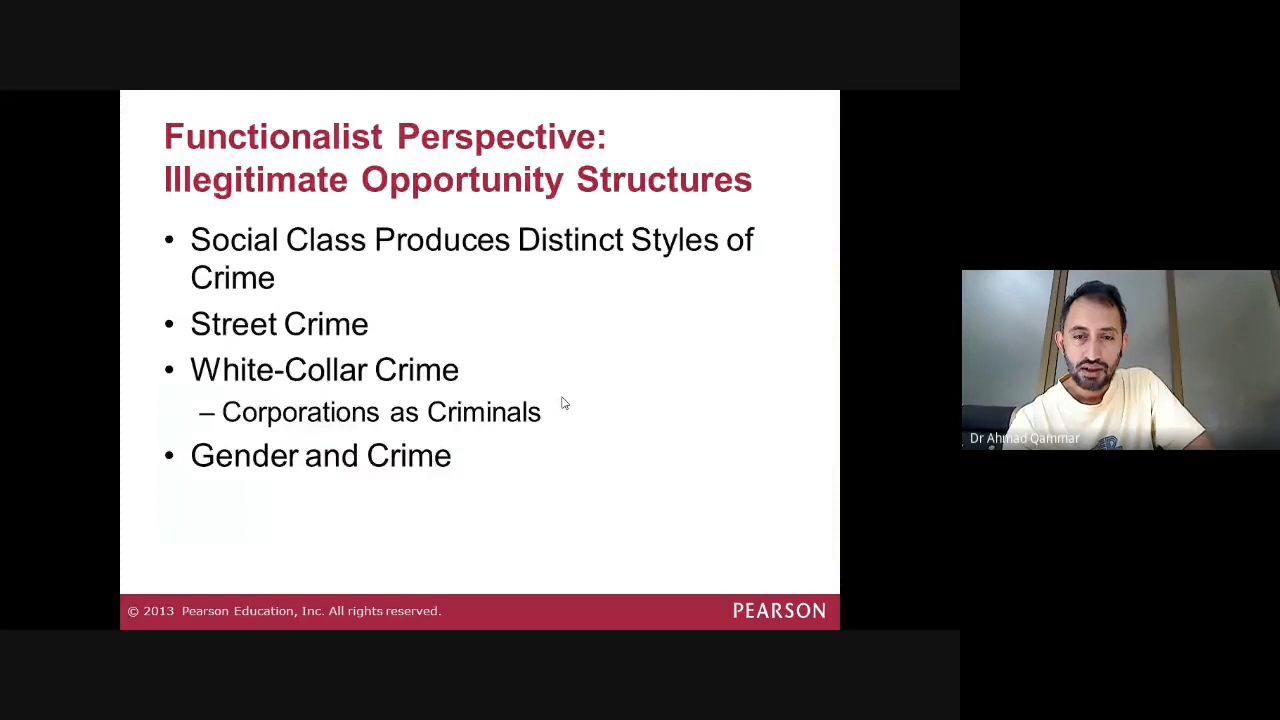 Functionalist Perspective:
Illegitimate Opportunity Structures
• Social Class Produces Distinct Styles of
Crime
• Street Crime
• White-Collar Crime
– Corporations as Criminals
• Gender and Crime
© 2013 Pearson Education, Inc. All rights reserved.
PEARSON
Dr Ahmad Qammar